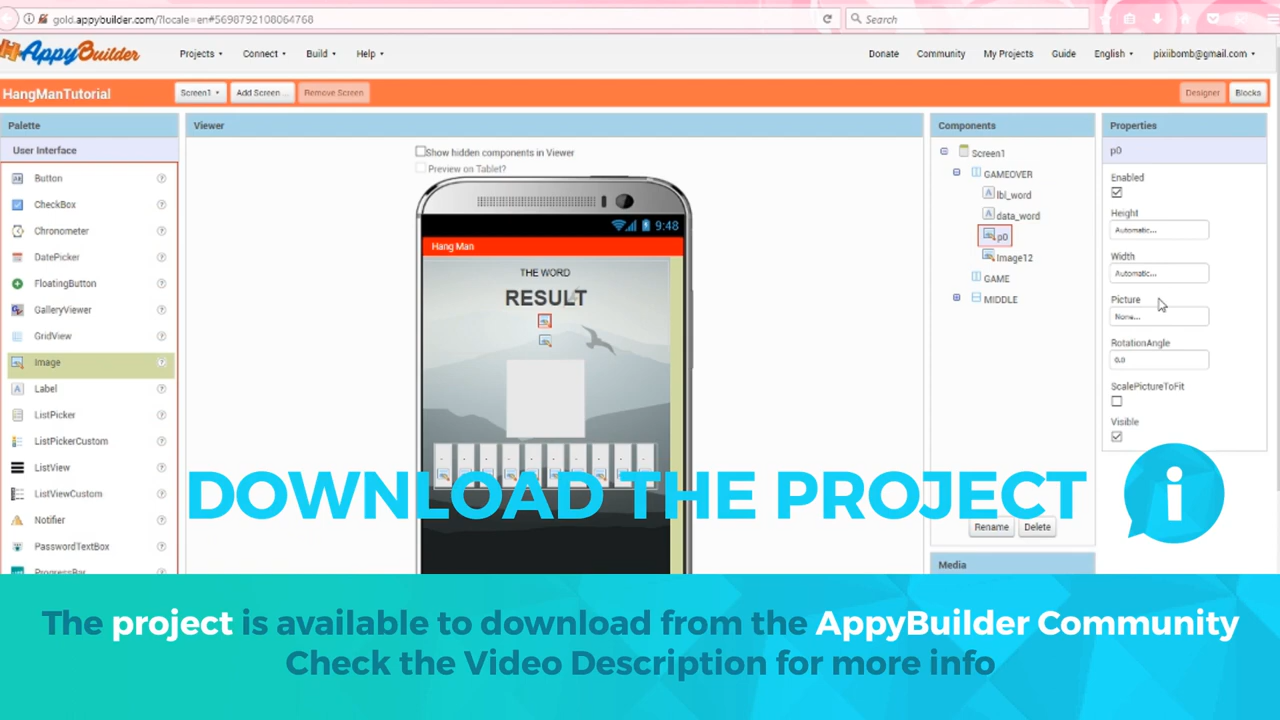 gold.appybuilder.com/?locale=en#5698792108064768
Search
AppyBuilder
Projects
Connect
Build
Help
Donate
Community
My Projects
Guide
English
pixiibomb@gmail.com
HangManTutorial
Screen1
Add Screen ...
Remove Screen
Designer
Blocks
Palette
Viewer
Components
Properties
User Interface
Button
CheckBox
Chronometer
DatePicker
FloatingButton
GalleryViewer
GridView
Image
Label
ListPicker
ListPickerCustom
ListView
ListViewCustom
Notifier
PasswordTextBox
ProgressBar
Show hidden components in Viewer
Preview on Tablet?
9:48
Hang Man
THE WORD
RESULT
Screen1
GAMEOVER
lbl_word
data_word
p0
Image12
GAME
MIDDLE
Rename
Delete
Media
p0
Enabled
Height
Automatic...
Width
Automatic...
Picture
None...
RotationAngle
0.0
ScalePictureToFit
Visible
DOWNLOAD THE PROJECT
The project is available to download from the AppyBuilder Community
Check the Video Description for more info